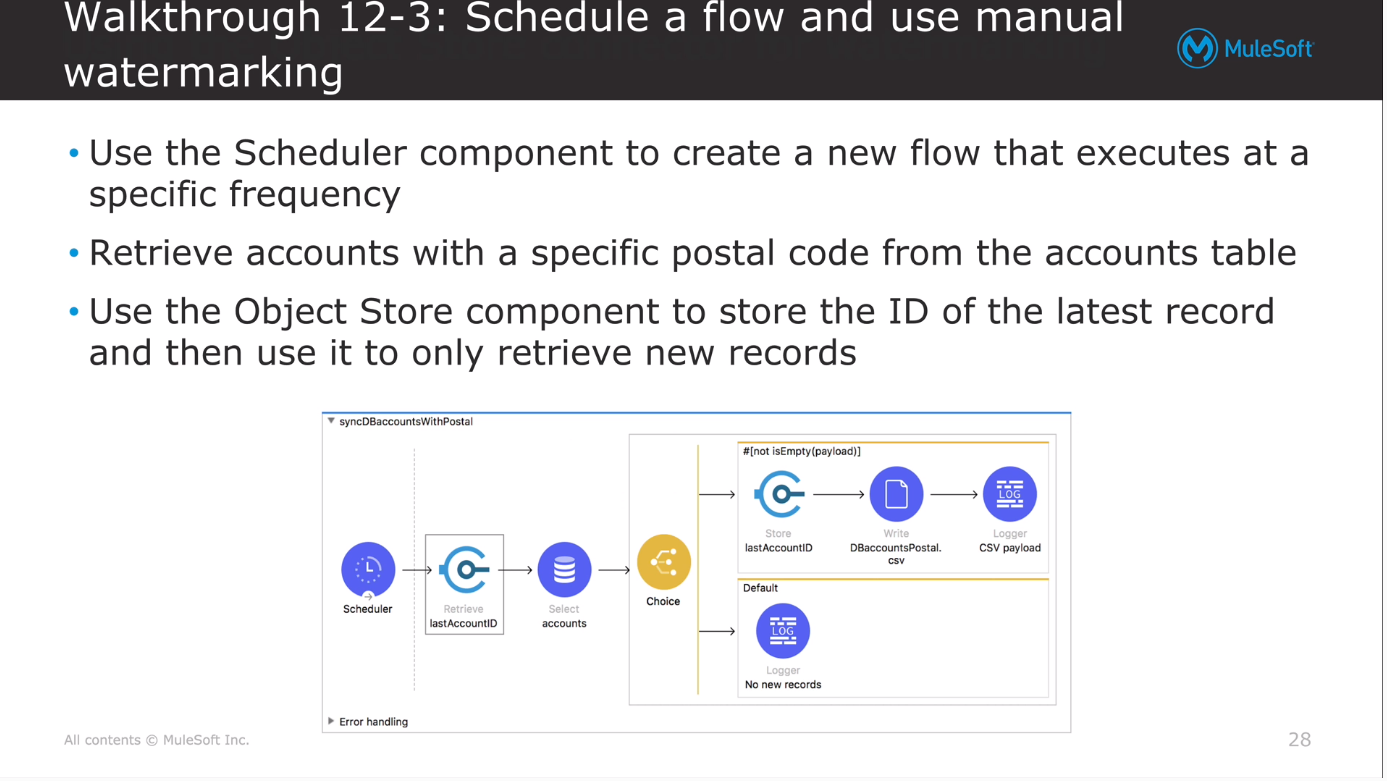 Walkthrough 12-3: Schedule a flow and use manual
watermarking
MuleSoft
• Use the Scheduler component to create a new flow that executes at a
specific frequency
• Retrieve accounts with a specific postal code from the accounts table
• Use the Object Store component to store the ID of the latest record
and then use it to only retrieve new records
syncDBaccountsWithPostal
Scheduler
Retrieve
lastAccountID
Select
accounts
Choice
#[not isEmpty(payload)]
Store
lastAccountID
Write
DBaccountsPostal.
csv
LOG
Logger
CSV payload
Default
LOG
Logger
No new records
Error handling
All contents © MuleSoft Inc.
28